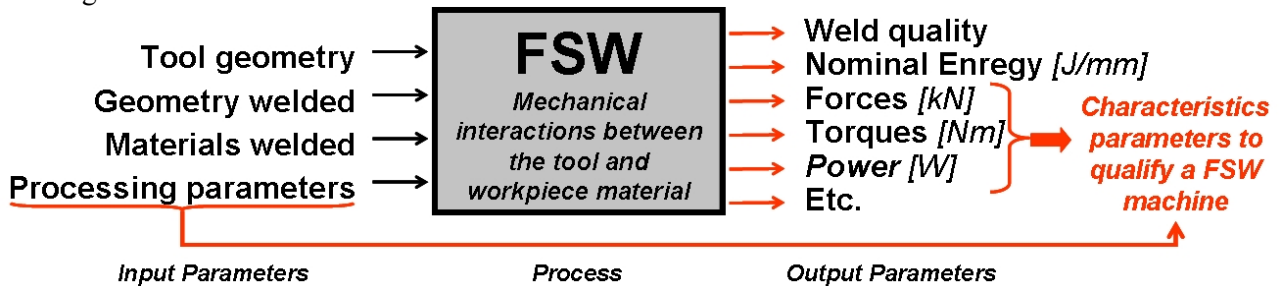 Tool geometry
Geometry welded
Materials welded
Processing parameters
FSW
Mechanical
interactions between
the tool and
workpiece material
Weld quality
Nominal Enregy [J/mm]
Forces [kN]
Torques [Nm]
Power [W]
Etc.
Characteristics
parameters to
qualify a FSW
machine
Input Parameters
Process
Output Parameters